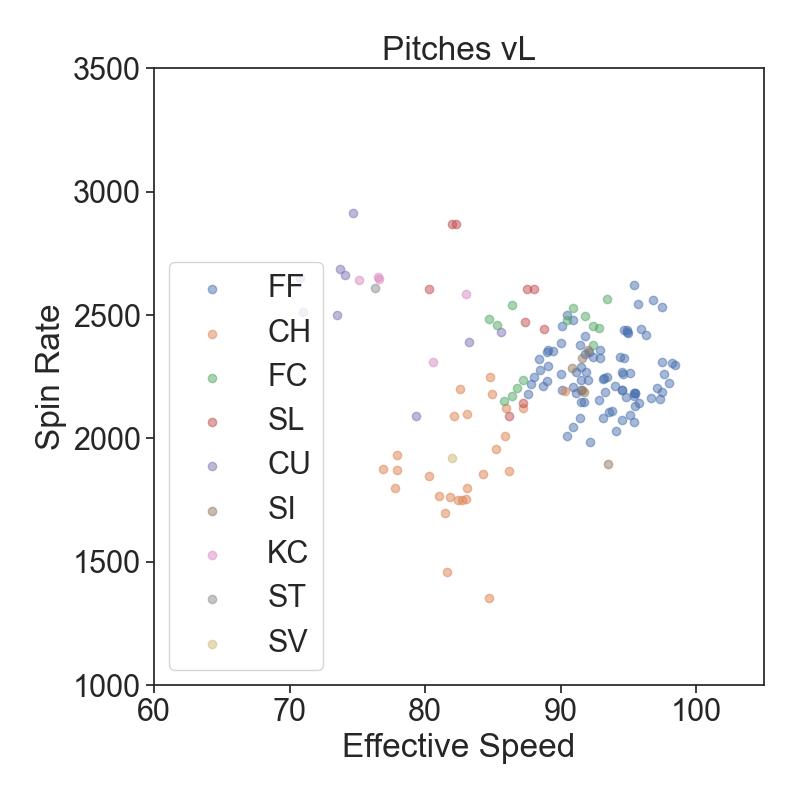 Pitches vL
3500
3000
2500
2000
1500
1000
Spin Rate
FF
CH
FC
SL
CU
SI
KC
ST
SV
60 70 80 90 100
Effective Speed